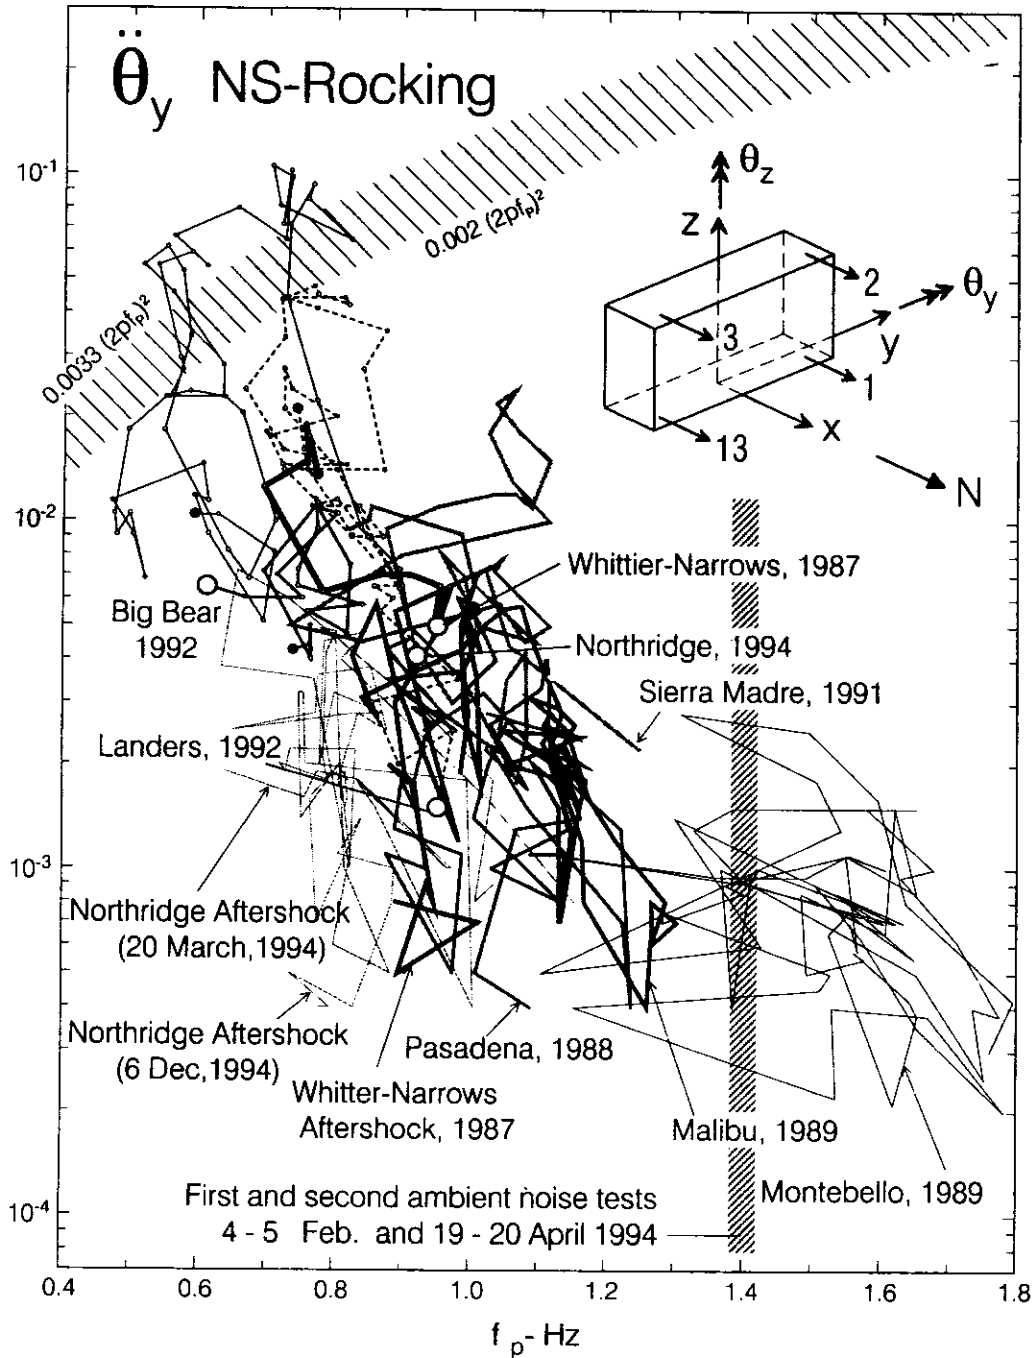 θ̈y NS-Rocking
10-1
10-2
10-3
10-4
0.0033 (2pfp)2
0.002 (2pfp)2
θz
z
2
θy
y
3
1
x
13
N
Whittier-Narrows, 1987
Big Bear
1992
Northridge, 1994
Sierra Madre, 1991
Landers, 1992
Northridge Aftershock
(20 March,1994)
Northridge Aftershock
(6 Dec,1994)
Pasadena, 1988
Whitter-Narrows
Aftershock, 1987
Malibu, 1989
Montebello, 1989
First and second ambient noise tests
4 - 5 Feb. and 19 - 20 April 1994
0.4 0.6 0.8 1.0 1.2 1.4 1.6 1.8
fp- Hz